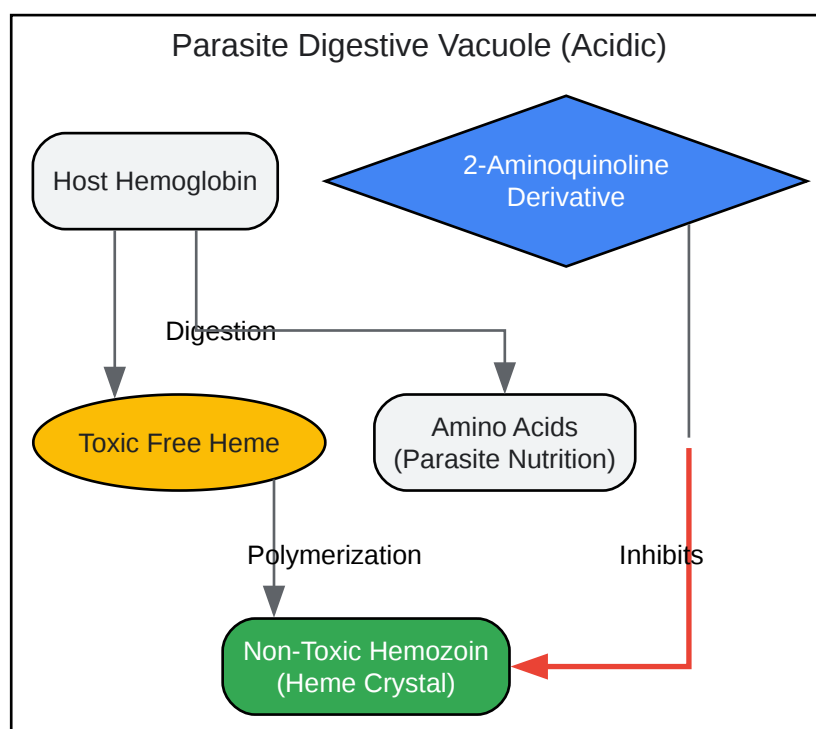 Parasite Digestive Vacuole (Acidic)
Host Hemoglobin
2-Aminoquinoline
Derivative
Digestion
Toxic Free Heme
Amino Acids
(Parasite Nutrition)
Polymerization
Inhibits
Non-Toxic Hemozoin
(Heme Crystal)